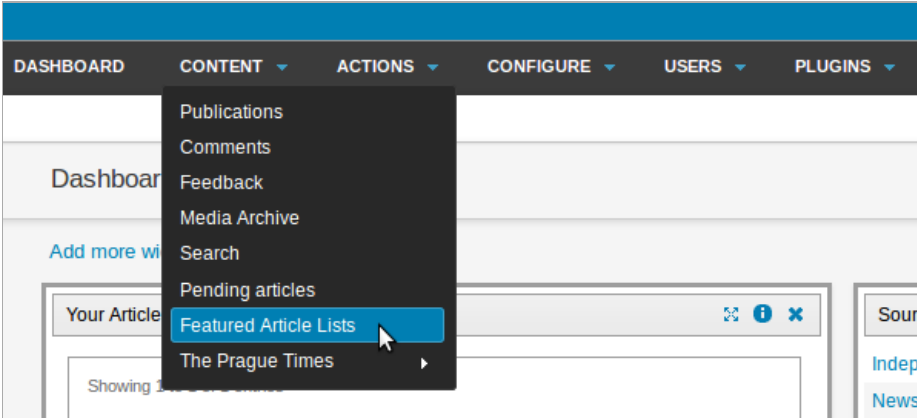 DASHBOARD CONTENT ACTIONS CONFIGURE USERS PLUGINS
Publications
Comments
Dashboar
Feedback
Media Archive
Add more wi
Search
Pending articles
Your Article
Featured Article Lists
Sour
The Prague Times
Indep
Showing 1
News